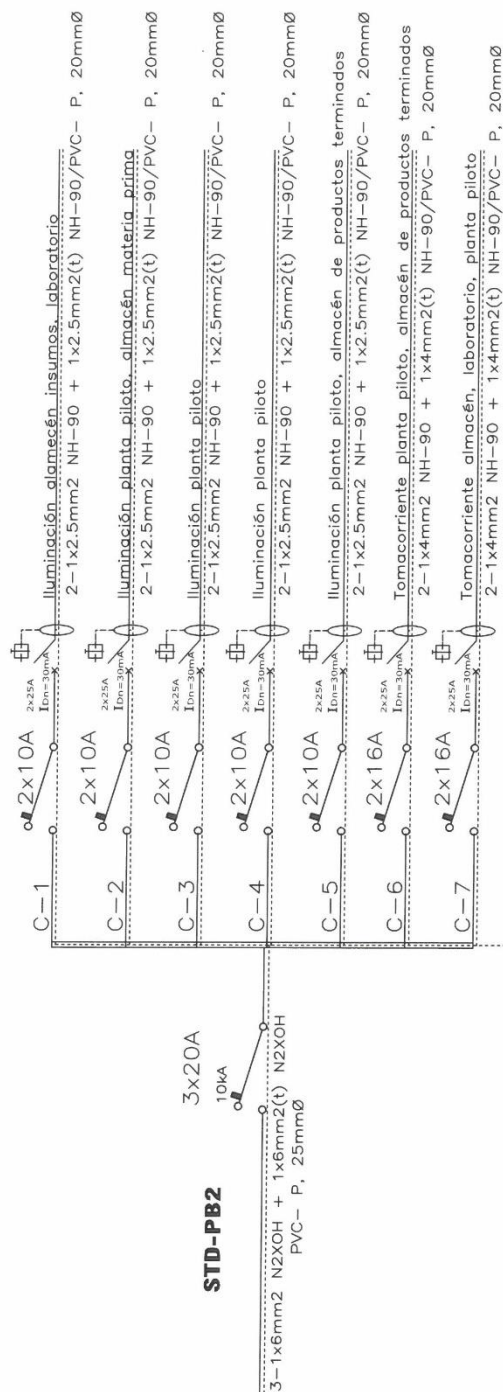 STD-PB2
3-1x6mm2 N2XOH + 1x6mm2(t) N2XOH
PVC- P, 25mmØ
3x20A
10kA
C-1
2x10A
2x25A
IDn=30mA
Iluminación alamecén insumos, laboratorio
2-1x2.5mm2 NH-90 + 1x2.5mm2(t) NH-90/PVC- P, 20mmØ
C-2
2x10A
2x25A
IDn=30mA
Iluminación planta piloto, almacén materia prima
2-1x2.5mm2 NH-90 + 1x2.5mm2(t) NH-90/PVC- P, 20mmØ
C-3
2x10A
2x25A
IDn=30mA
Iluminación planta piloto
2-1x2.5mm2 NH-90 + 1x2.5mm2(t) NH-90/PVC- P, 20mmØ
C-4
2x10A
2x25A
IDn=30mA
Iluminación planta piloto
2-1x2.5mm2 NH-90 + 1x2.5mm2(t) NH-90/PVC- P, 20mmØ
C-5
2x10A
2x25A
IDn=30mA
Iluminación planta piloto, almacén de productos terminados
2-1x2.5mm2 NH-90 + 1x2.5mm2(t) NH-90/PVC- P, 20mmØ
C-6
2x16A
2x25A
IDn=30mA
Tomacorriente planta piloto, almacén de productos terminados
2-1x4mm2 NH-90 + 1x4mm2(t) NH-90/PVC- P, 20mmØ
C-7
2x16A
2x25A
IDn=30mA
Tomacorriente almacén, laboratorio, planta piloto
2-1x4mm2 NH-90 + 1x4mm2(t) NH-90/PVC- P, 20mmØ